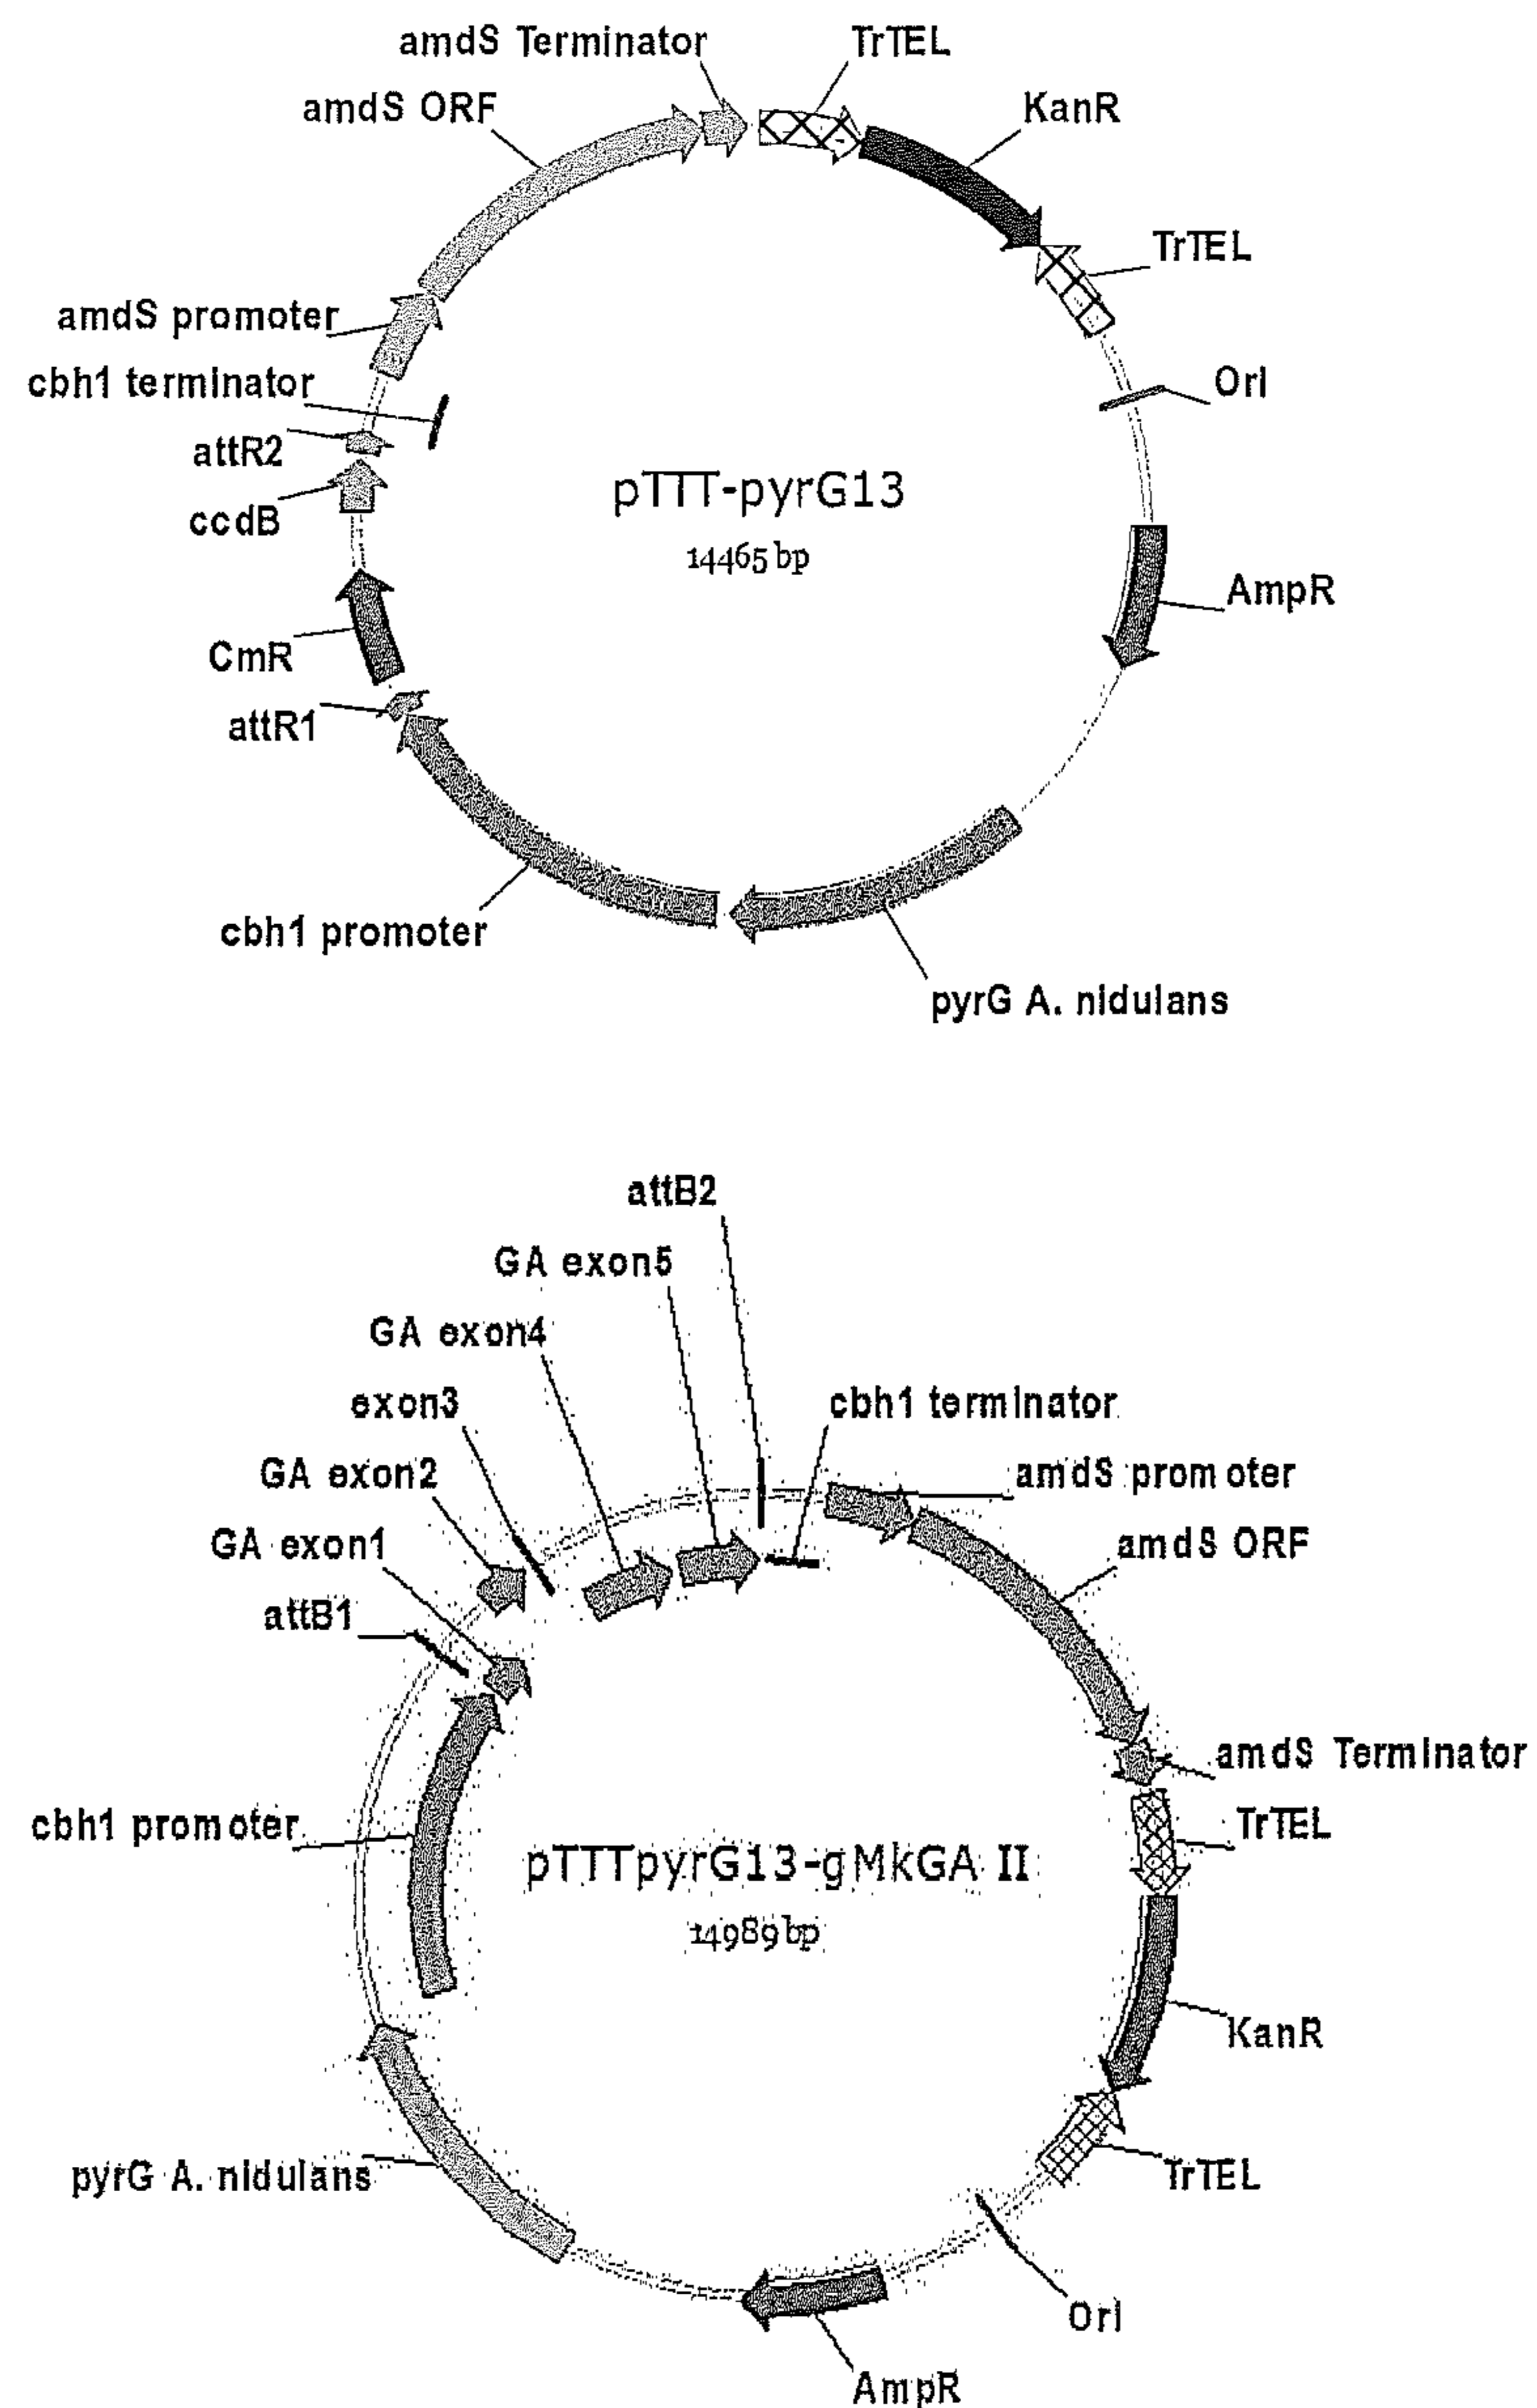 amdS Terminator
TrTEL
amdS ORF
KanR
TrTEL
amdS promoter
cbh1 terminator
OrI
attR2
pTTT-pyrG13
ccdB
14465 bp
AmpR
CmR
attR1
cbh1 promoter
pyrG A. nidulans
attB2
GA exon5
GA exon4
exon3
cbh1 terminator
GA exon2
amdS promoter
GA exon1
amdS ORF
attB1
amdS Terminator
cbh1 promoter
TrTEL
pTTTpyrG13-gMkGA II
14989 bp
KanR
pyrG A. nidulans
TrTEL
OrI
AmpR